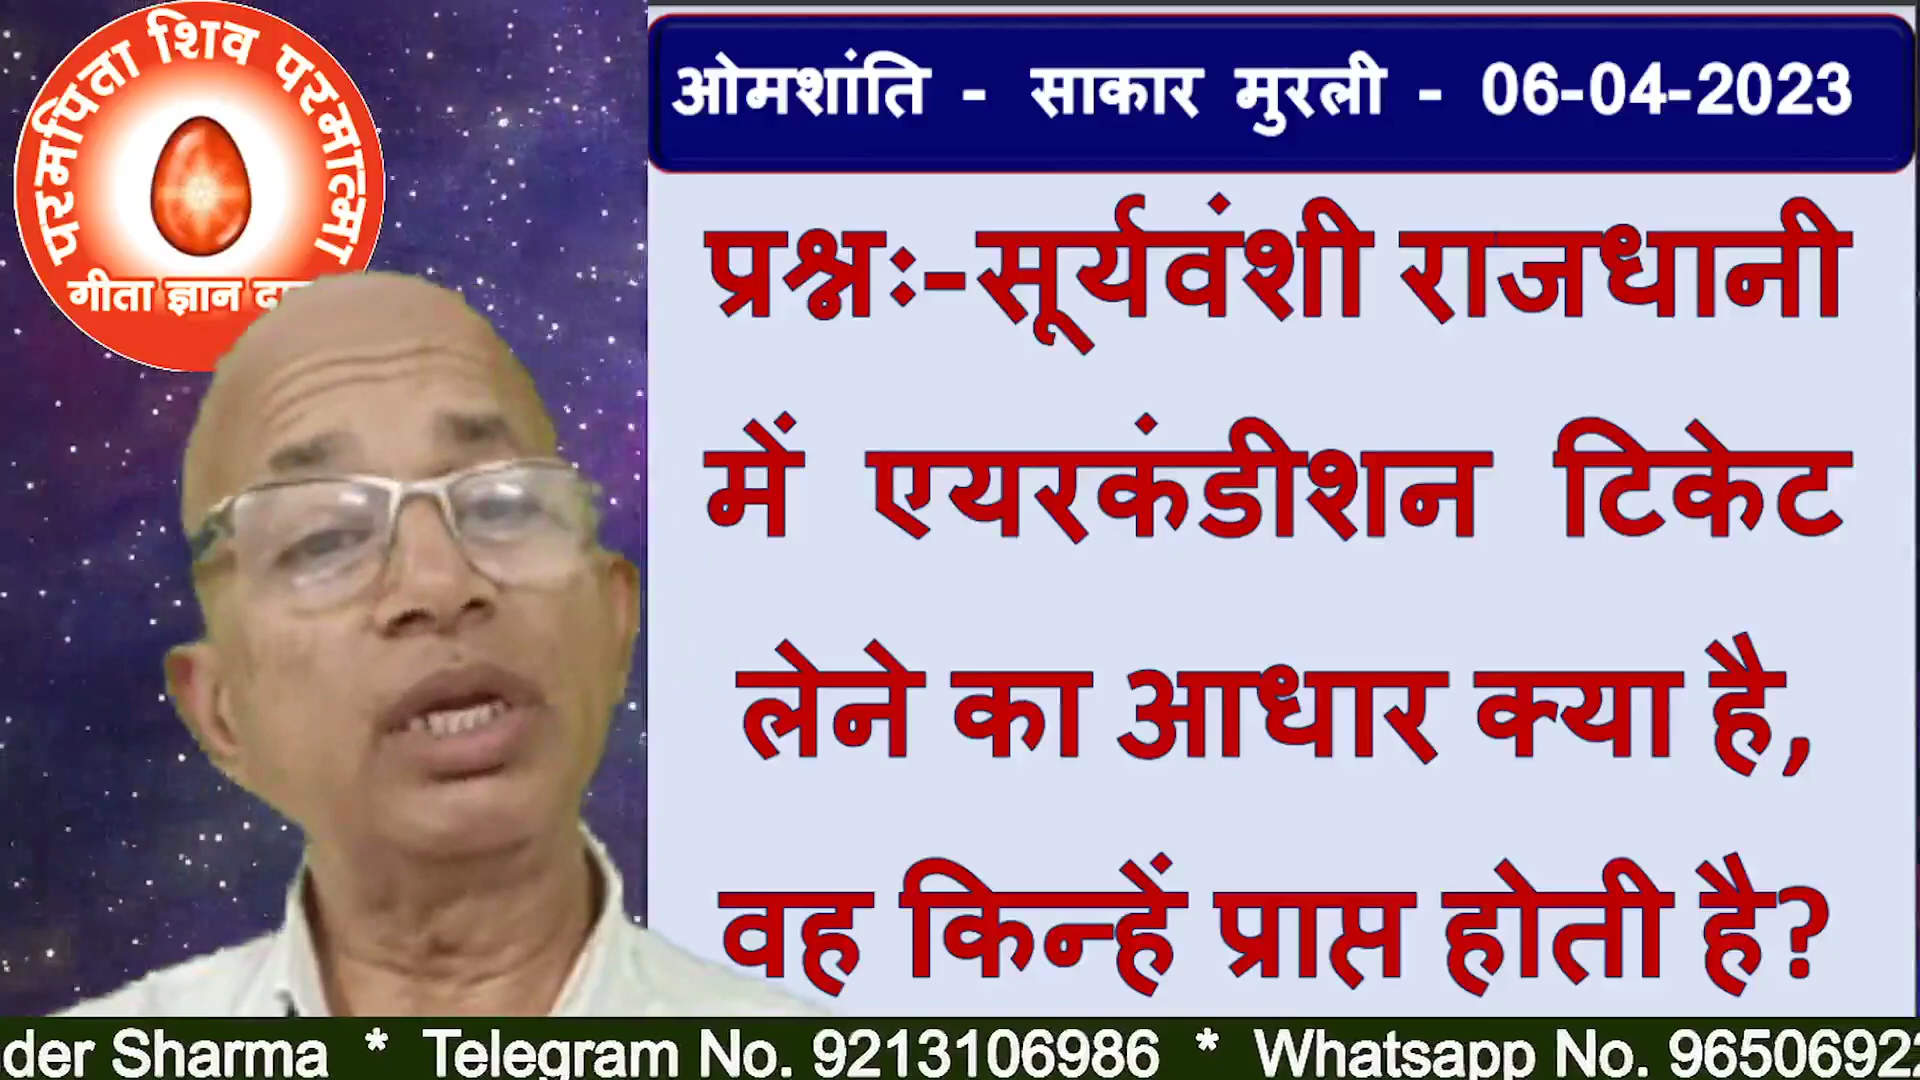 परमपिता शिव परमात्मा
गीता ज्ञान
ओमशांति - साकार मुरली - 06-04-2023
प्रश्नः-सूर्यवंशी राजधानी
में एयरकंडीशन टिकेट
लेने का आधार क्या है,
वह किन्हें प्राप्त होती है?
der Sharma * Telegram No. 9213106986 * Whatsapp No.